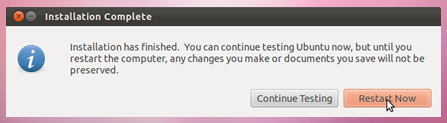 Installation Complete
Installation has finished. You can continue testing Ubuntu now, but until you
restart the computer, any changes you make or documents you save will not be
preserved.
Continue Testing
Restart Now